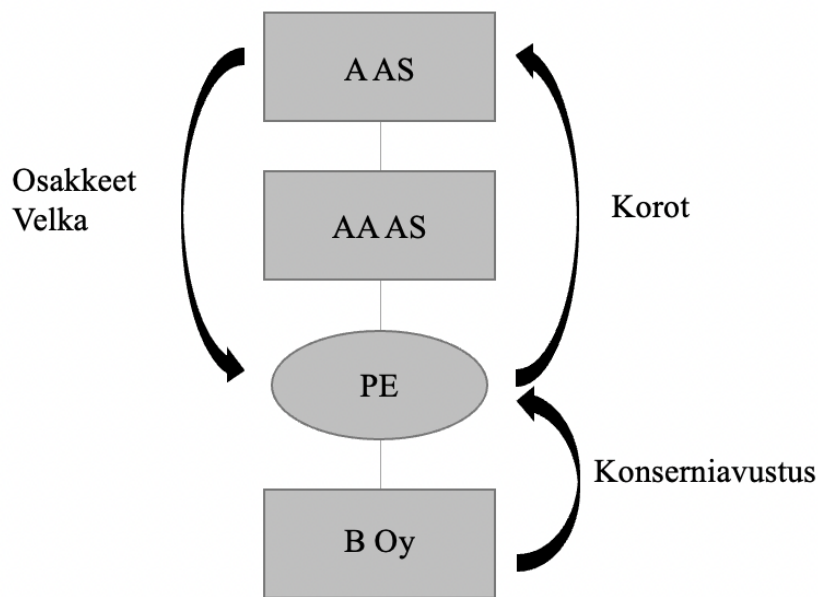 A AS
Osakkeet
Velka
AA AS
Korot
PE
Konserniavustus
B Oy